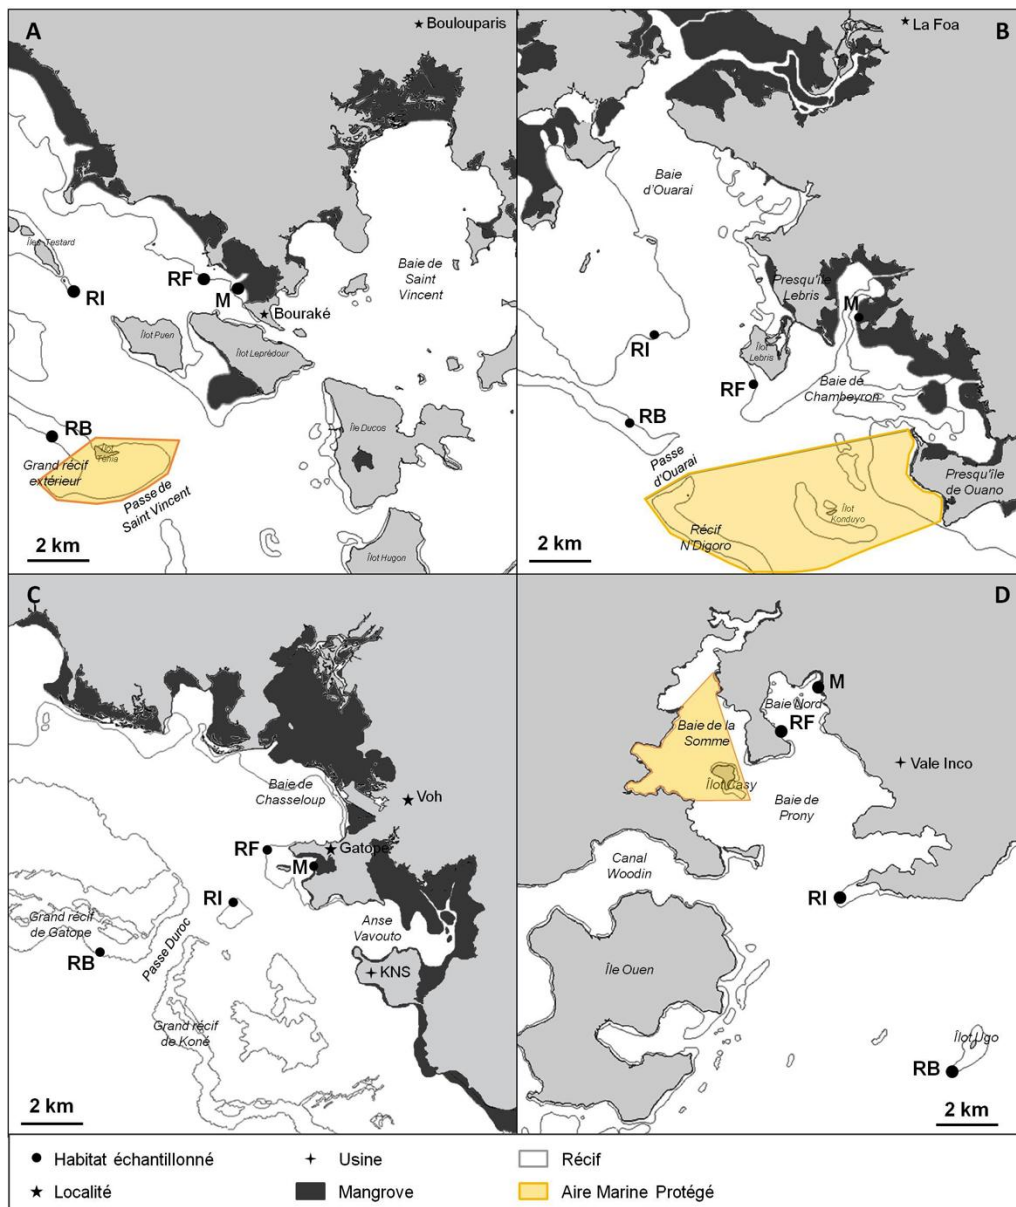 A
Boulouparis
Îles Testard
RI
RF
M
Bouraké
Baie de
Saint
Vincent
Îlot Puen
Îlot Leprédour
RB
Ténia
Grand récif
extérieur
Passe de
Saint Vincent
Île Ducos
Îlot Hugon
2 km
B
La Foa
Baie
d'Ouarai
Presqu'île
Lebris
M
RI
Îlot
Lebris
RF
Baie de
Chambeyron
RB
Passe
d'Ouarai
Presqu'île
de Ouano
Îlot
Konduyo
Récif
N'Digoro
2 km
C
Baie de
Chasseloup
Voh
RF
Gatope
M
RI
Grand récif
de Gatope
Passe Duroc
RB
Anse
Vavouto
KNS
Grand récif
de Koné
2 km
D
M
Baie Nord
RF
Baie de la
Somme
Îlot Casy
Vale Inco
Baie de
Prony
Canal
Woodin
RI
Île Ouen
Îlot Ugo
RB
2 km
Habitat échantillonné
Usine
Récif
Localité
Mangrove
Aire Marine Protégé